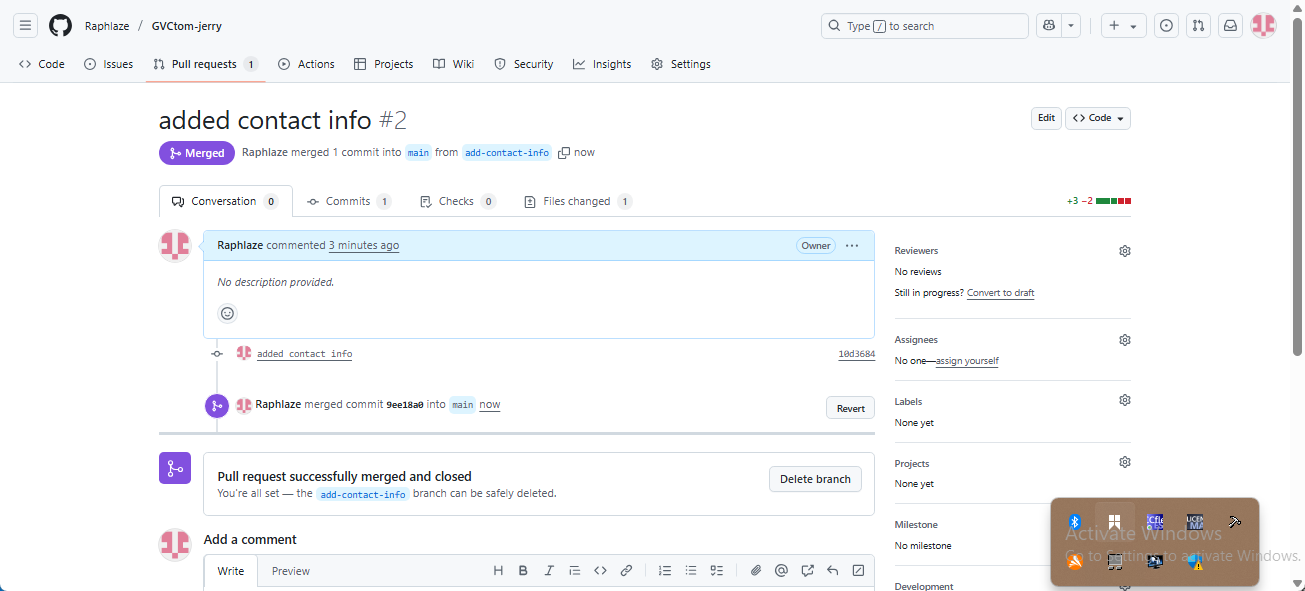 Raphlaze / GVCtom-jerry
Type / to search
Code
Issues
Pull requests 1
Actions
Projects
Wiki
Security
Insights
Settings
added contact info #2
Edit
Code
Merged
Raphlaze merged 1 commit into main from add-contact-info now
Conversation 0
Commits 1
Checks 0
Files changed 1
+3 −2
Raphlaze commented 3 minutes ago
Owner
No description provided.
added contact info
10d3684
Raphlaze merged commit 9ee18a0 into main now
Revert
Pull request successfully merged and closed
You're all set — the add-contact-info branch can be safely deleted.
Delete branch
Add a comment
Write
Preview
Reviewers
No reviews
Still in progress? Convert to draft
Assignees
No one—assign yourself
Labels
None yet
Projects
None yet
Milestone
No milestone
Development
Activate Windows
Go to Settings to activate Windows.